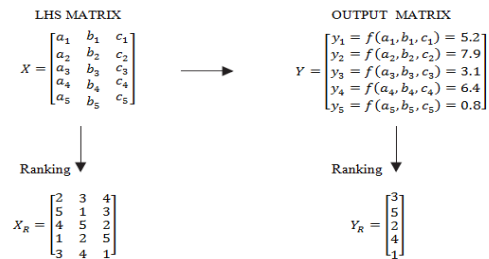 LHS MATRIX
OUTPUT MATRIX
X = [a₁ b₁ c₁
a₂ b₂ c₂
a₃ b₃ c₃
a₄ b₄ c₄
a₅ b₅ c₅]
Y = [y₁ = f(a₁, b₁, c₁) = 5.2
y₂ = f(a₂, b₂, c₂) = 7.9
y₃ = f(a₃, b₃, c₃) = 3.1
y₄ = f(a₄, b₄, c₄) = 6.4
y₅ = f(a₅, b₅, c₅) = 0.8]
Ranking
Ranking
X_R = [2 3 4
5 1 3
4 5 2
1 2 5
3 4 1]
Y_R = [3
5
2
4
1]